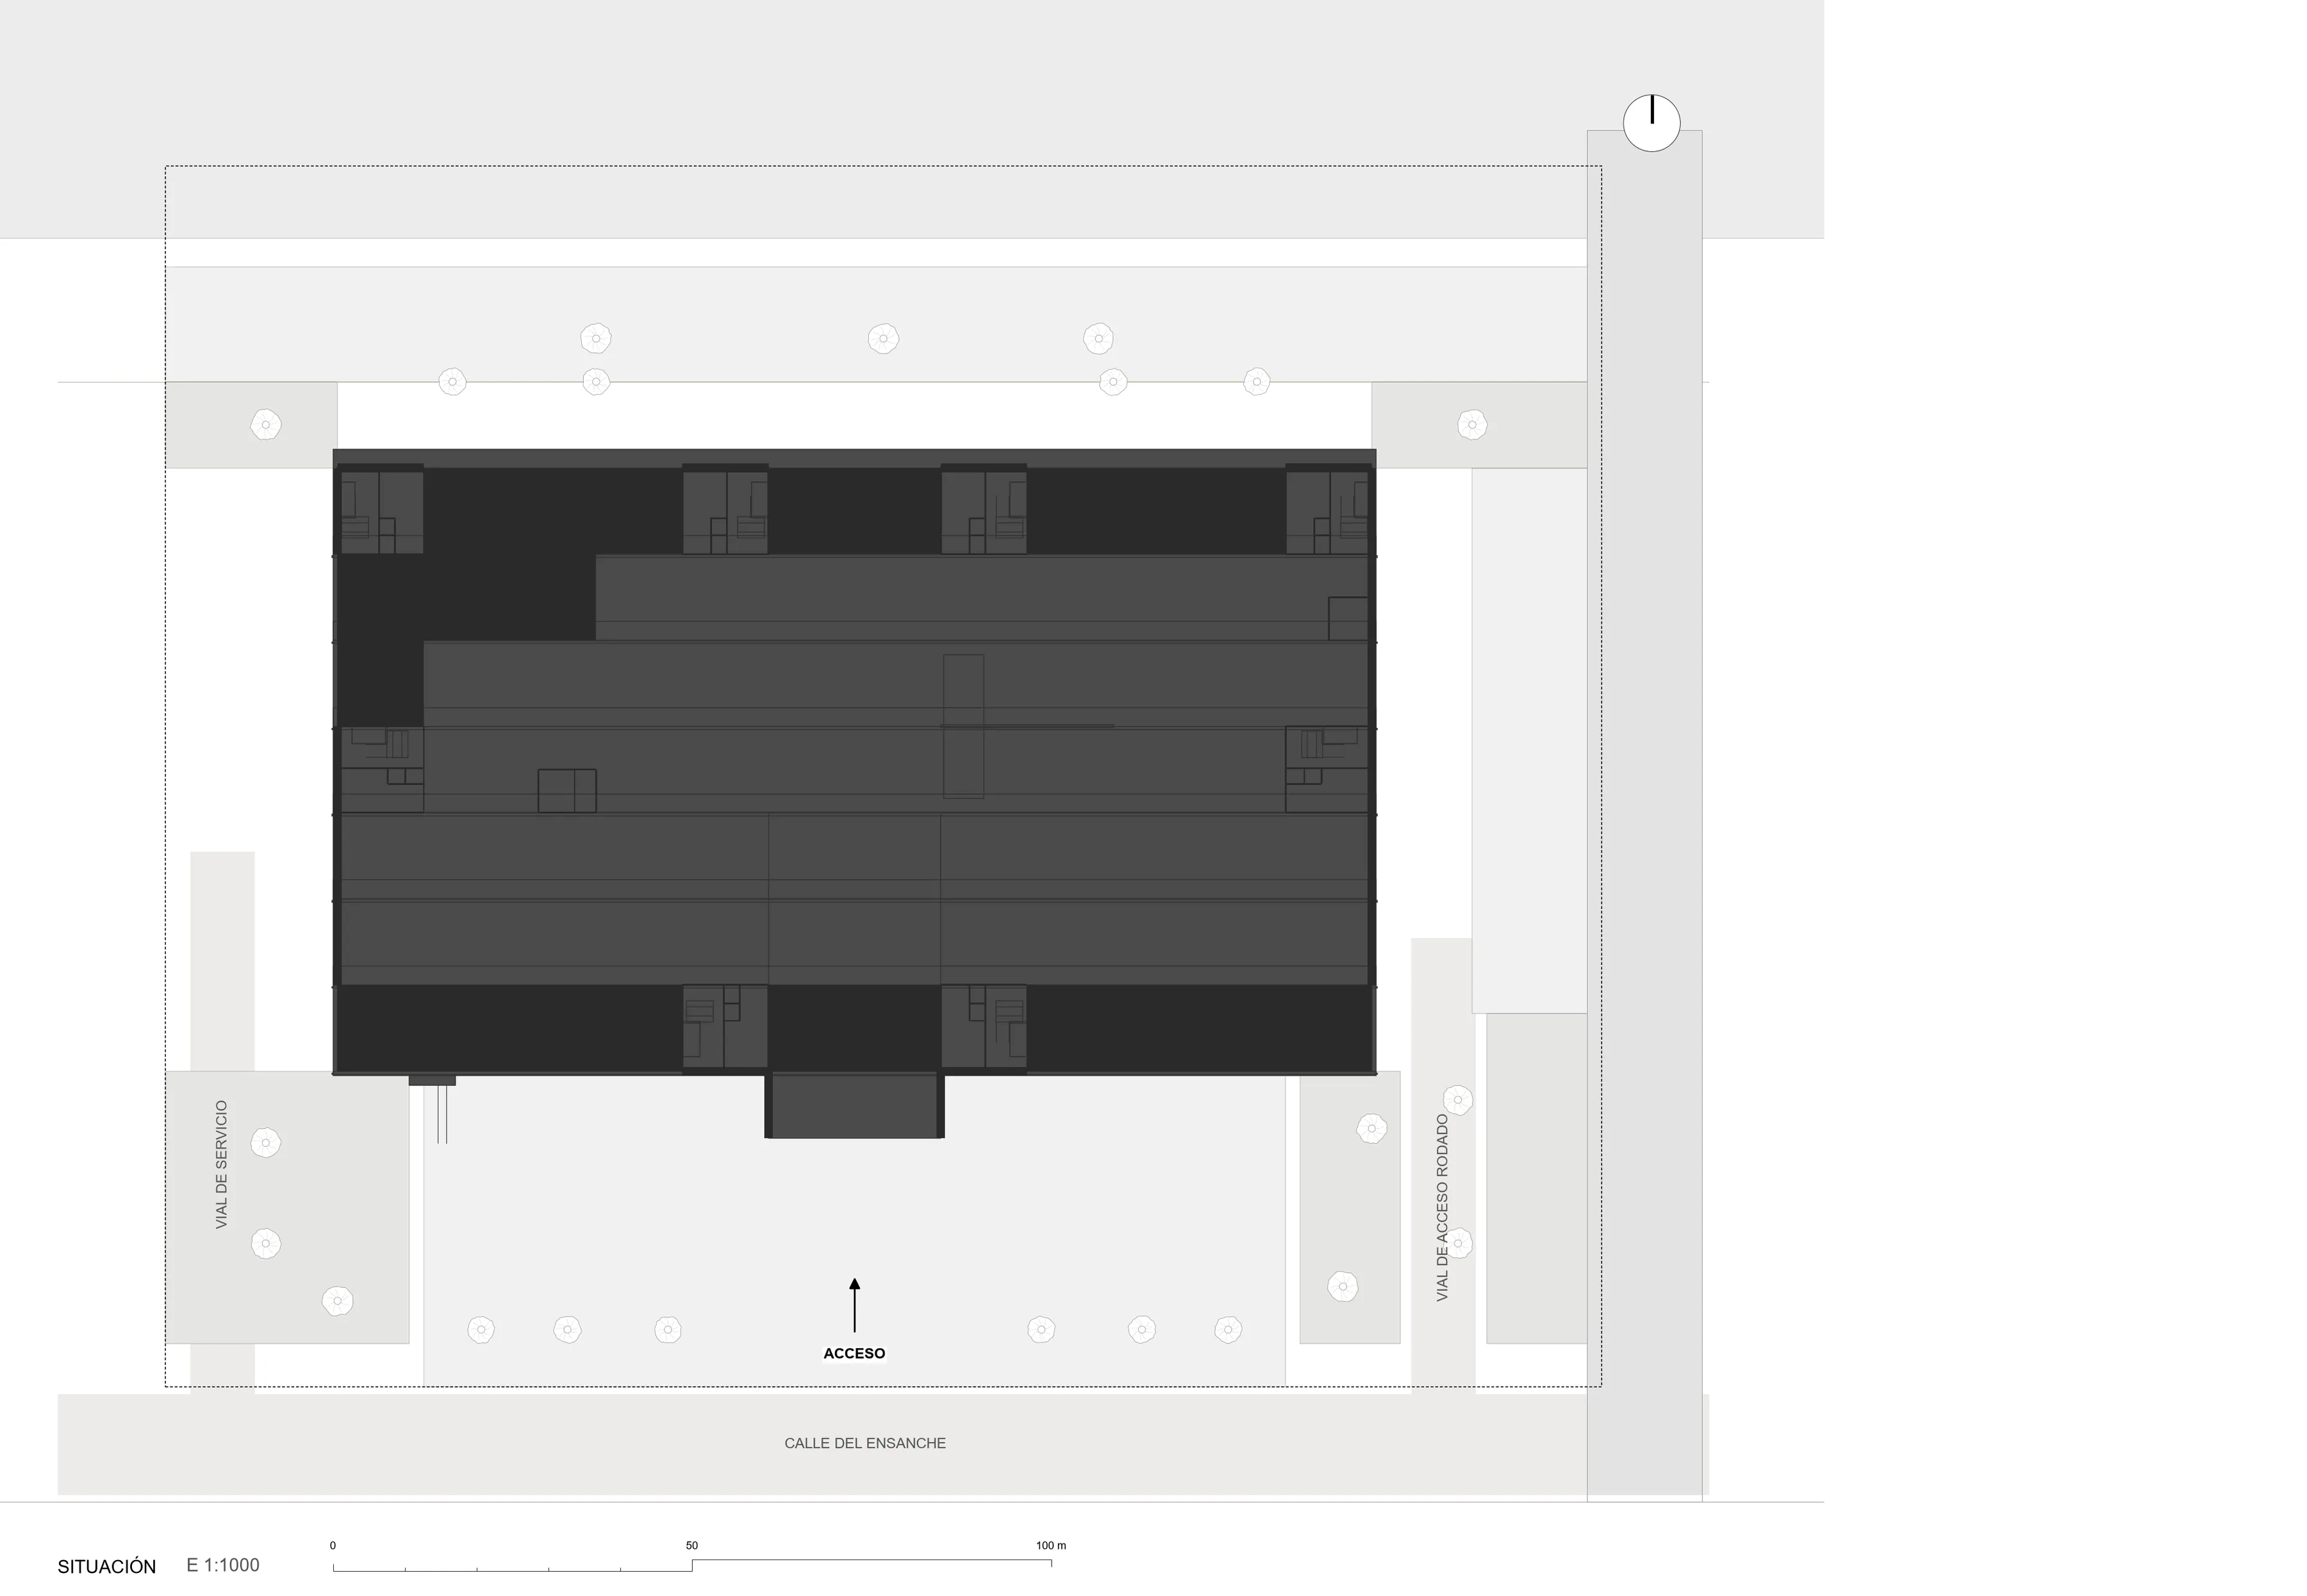 VIAL DE SERVICIO
VIAL DE ACCESO RODADO
ACCESO
CALLE DEL ENSANCHE
0 50 100 m
SITUACIÓN E 1:1000